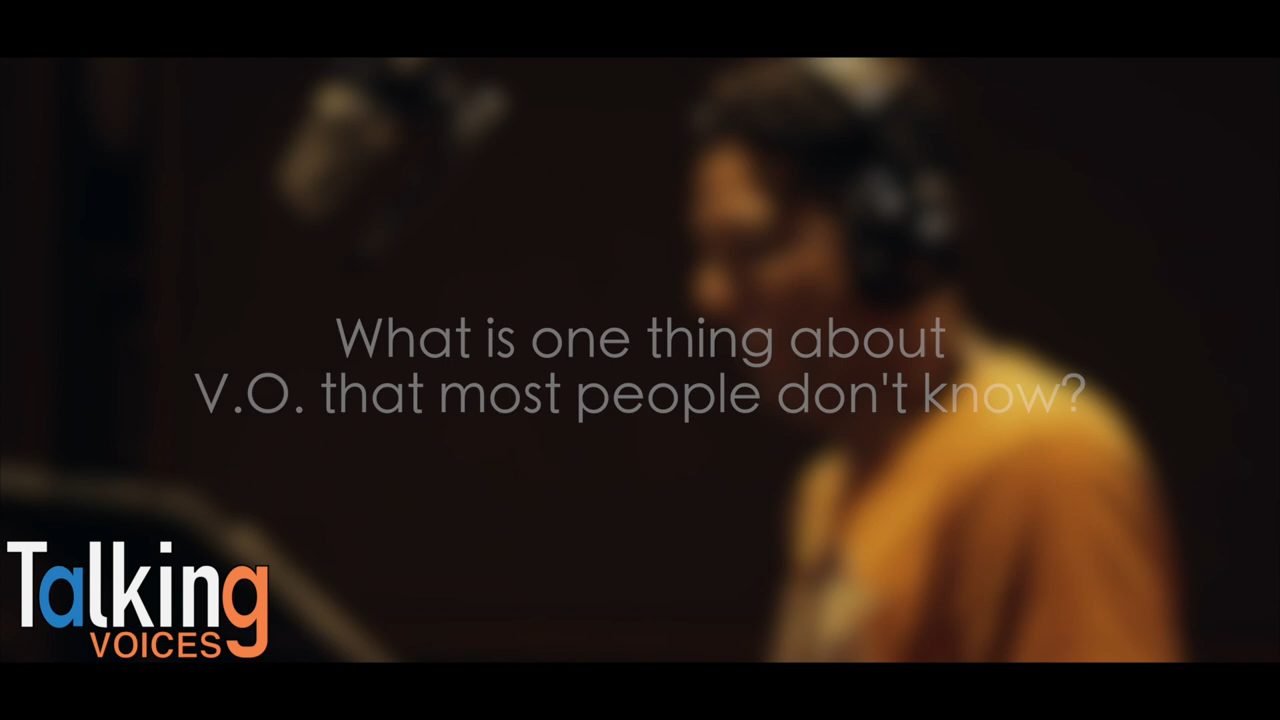 What is one thing about
V.O. that most people don't know?
Talking
VOICES